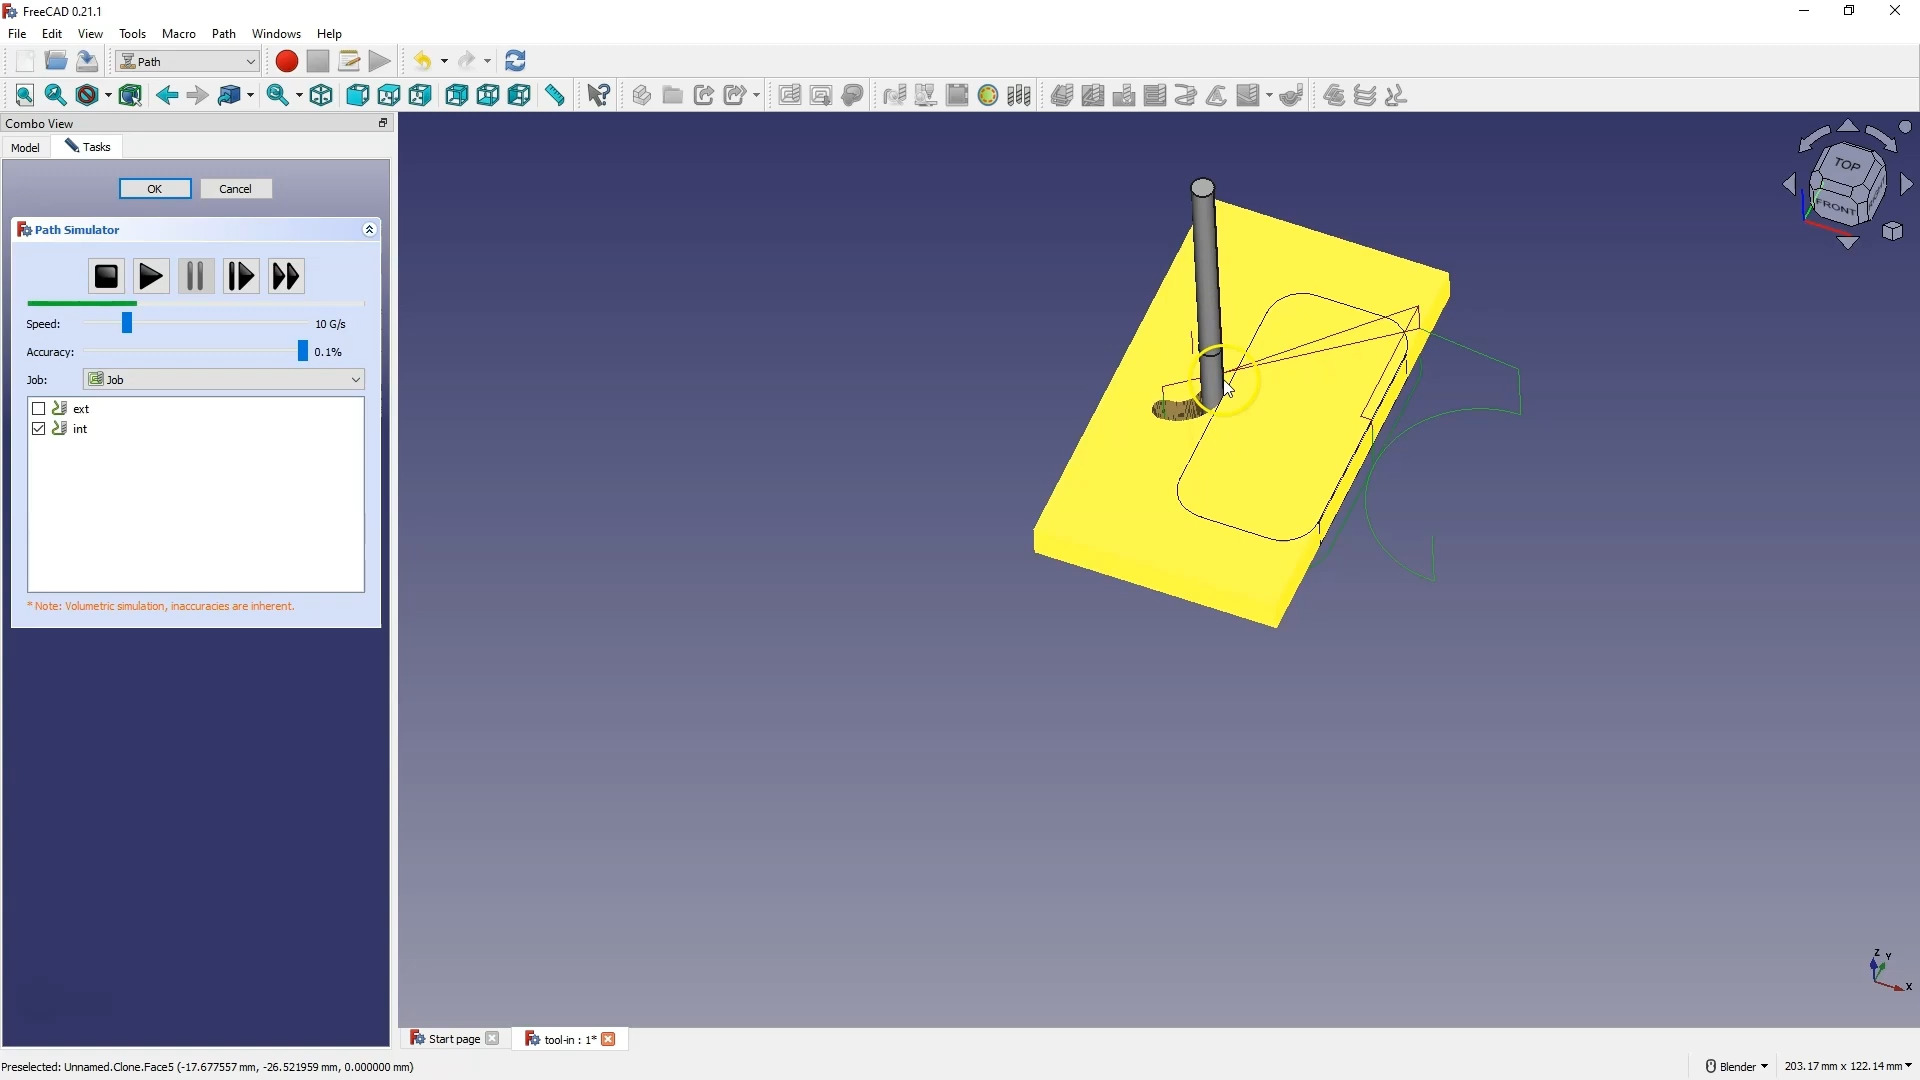 FreeCAD 0.21.1
File Edit View Tools Macro Path Windows Help
Path
Combo View
Model Tasks
OK Cancel
Path Simulator
Speed: 10 G/s
Accuracy: 0.1%
Job: Job
ext
int
* Note: Volumetric simulation, inaccuracies are inherent.
TOP
FRONT
Z Y
X
Start page tool-in : 1*
Preselected: Unnamed.Clone.Face5 (-17.677557 mm, -26.521959 mm, 0.000000 mm) Blender 203.17 mm x 122.14 mm